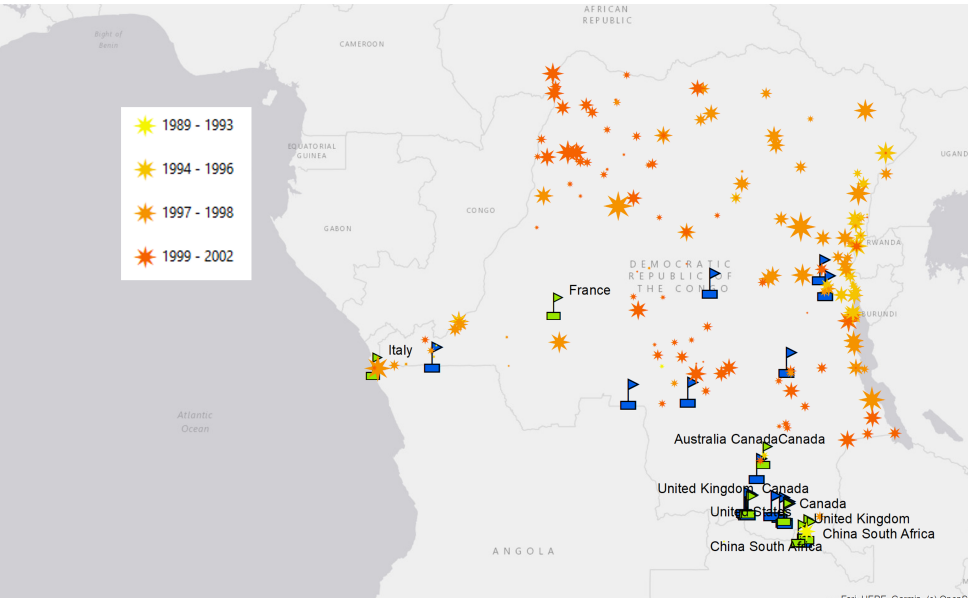 AFRICAN
REPUBLIC
Bight of
Benin
CAMEROON
1989 - 1993
1994 - 1996
1997 - 1998
1999 - 2002
EQUATORIAL
GUINEA
UGAND
CONGO
GABON
RWANDA
DEMOCRATIC
REPUBLIC OF
THE CONGO
France
BURUNDI
Italy
Atlantic
Ocean
Australia CanadaCanada
United Kingdom Canada
Canada
United States
United Kingdom
China South Africa
China South Africa
ANGOLA